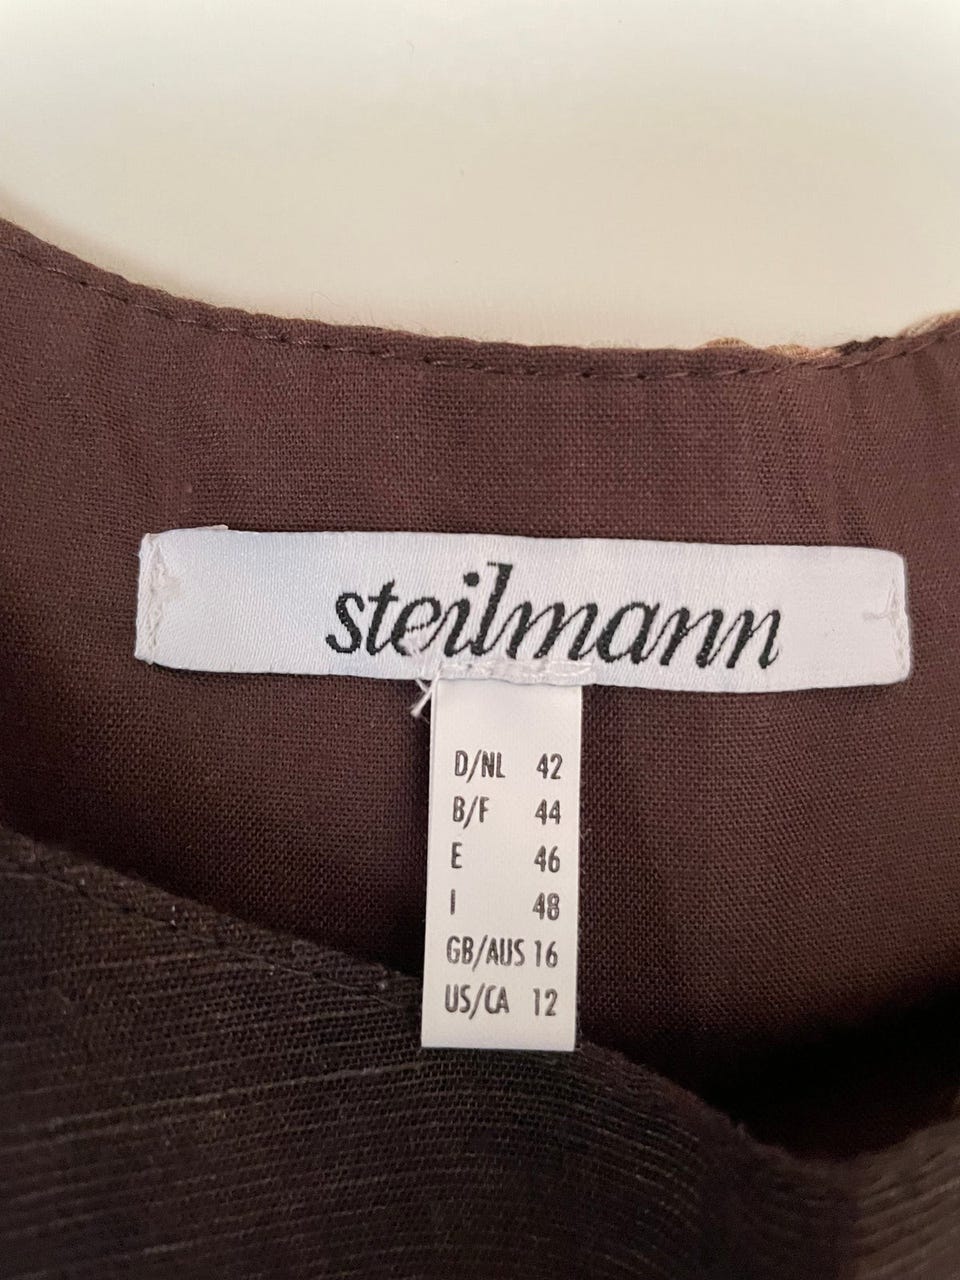 steilmann
D/NL 42
B/F 44
E 46
I 48
GB/AUS 16
US/CA 12